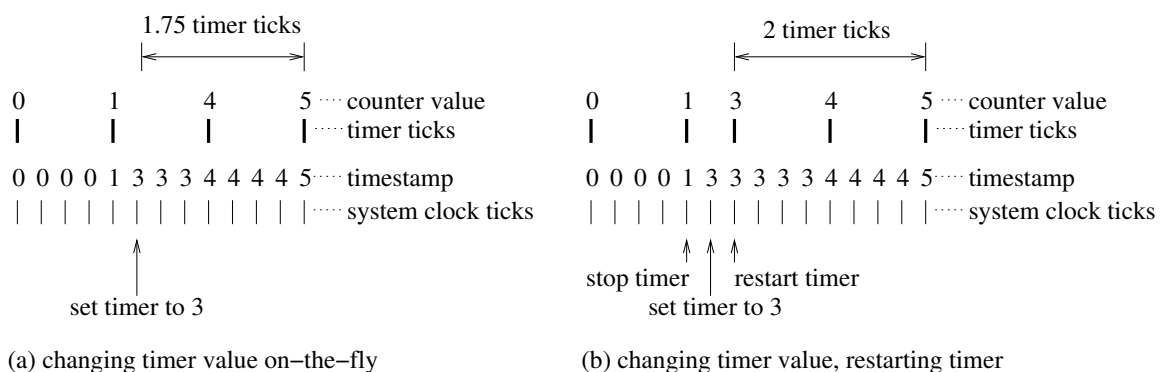 1.75 timer ticks
0 1 4 5 counter value
timer ticks
0 0 0 0 1 3 3 3 4 4 4 4 5 timestamp
system clock ticks
set timer to 3
(a) changing timer value on−the−fly
2 timer ticks
0 1 3 4 5 counter value
timer ticks
0 0 0 0 1 3 3 3 3 3 4 4 4 4 5 timestamp
system clock ticks
stop timer restart timer
set timer to 3
(b) changing timer value, restarting timer